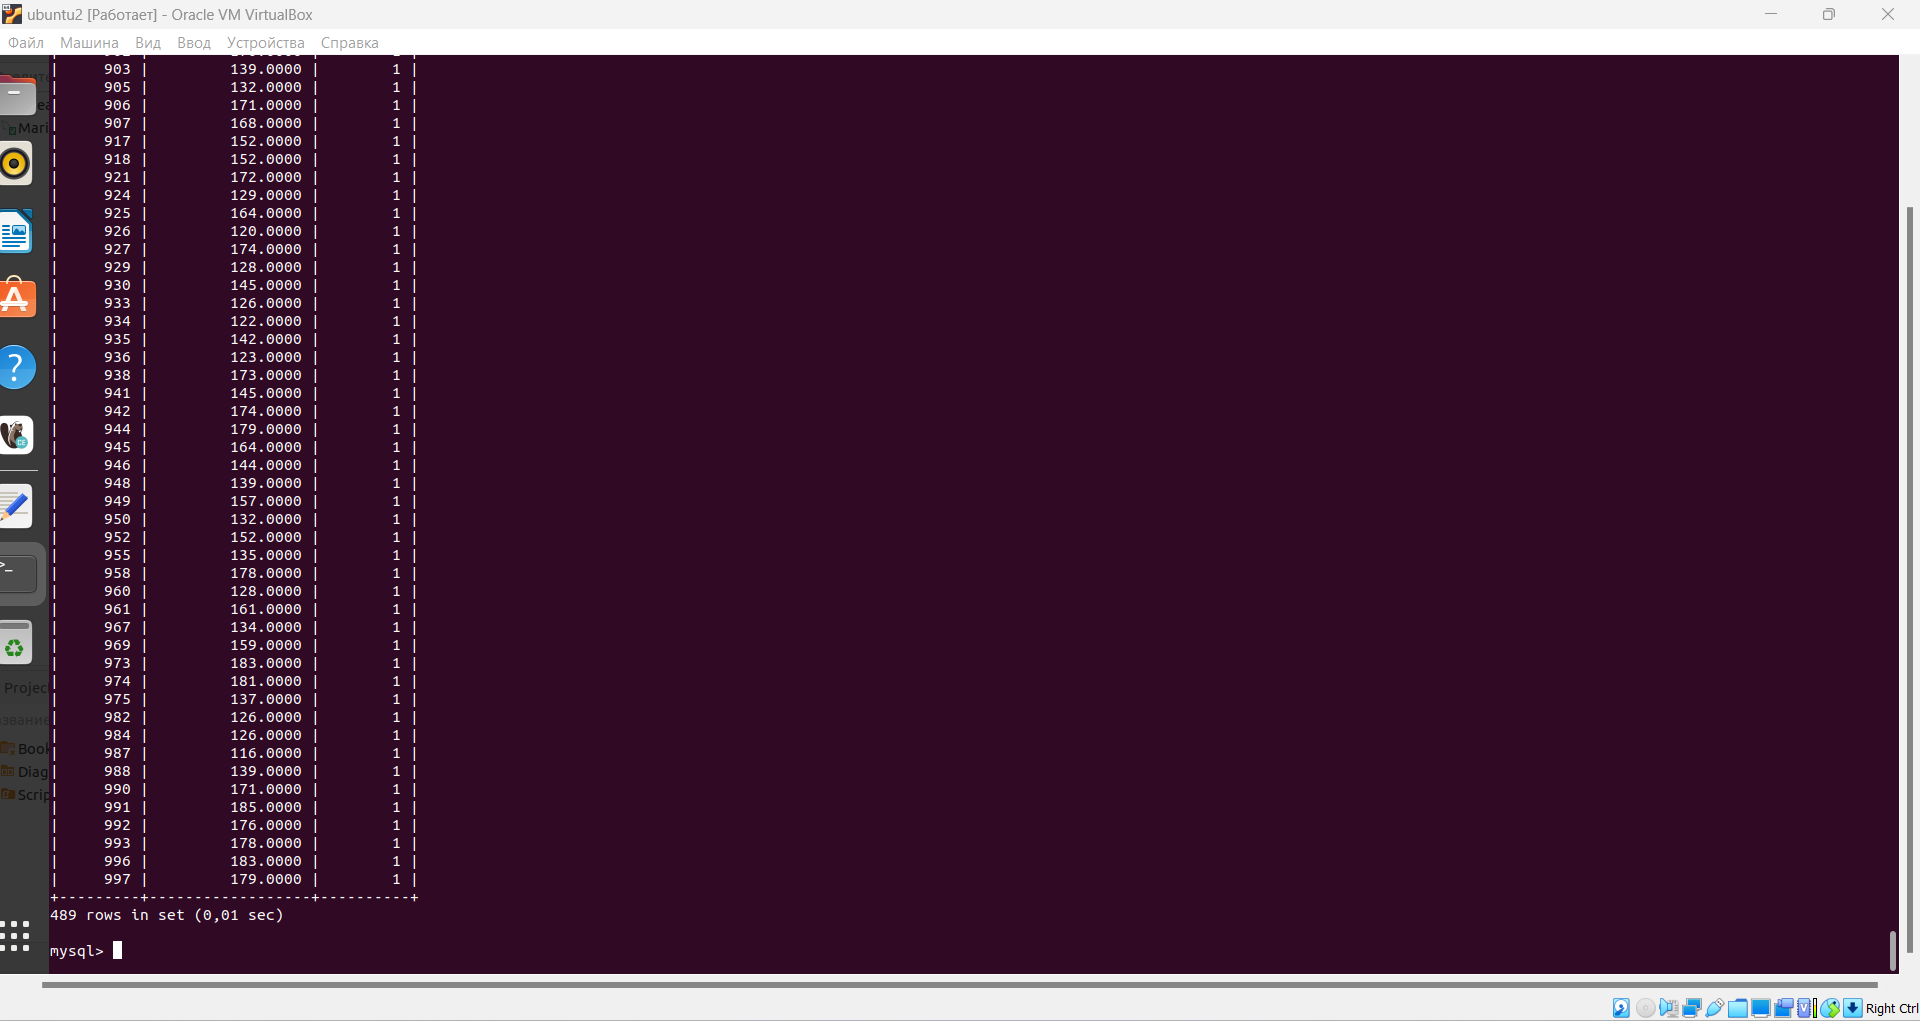 ubuntu2 [Работает] - Oracle VM VirtualBox
Файл Машина Вид Ввод Устройства Справка
| 903 | 139.0000 | 1 |
| 905 | 132.0000 | 1 |
| 906 | 171.0000 | 1 |
| 907 | 168.0000 | 1 |
| 917 | 152.0000 | 1 |
| 918 | 152.0000 | 1 |
| 921 | 172.0000 | 1 |
| 924 | 129.0000 | 1 |
| 925 | 164.0000 | 1 |
| 926 | 120.0000 | 1 |
| 927 | 174.0000 | 1 |
| 929 | 128.0000 | 1 |
| 930 | 145.0000 | 1 |
| 933 | 126.0000 | 1 |
| 934 | 122.0000 | 1 |
| 935 | 142.0000 | 1 |
| 936 | 123.0000 | 1 |
| 938 | 173.0000 | 1 |
| 941 | 145.0000 | 1 |
| 942 | 174.0000 | 1 |
| 944 | 179.0000 | 1 |
| 945 | 164.0000 | 1 |
| 946 | 144.0000 | 1 |
| 948 | 139.0000 | 1 |
| 949 | 157.0000 | 1 |
| 950 | 132.0000 | 1 |
| 952 | 152.0000 | 1 |
| 955 | 135.0000 | 1 |
| 958 | 178.0000 | 1 |
| 960 | 128.0000 | 1 |
| 961 | 161.0000 | 1 |
| 967 | 134.0000 | 1 |
| 969 | 159.0000 | 1 |
| 973 | 183.0000 | 1 |
| 974 | 181.0000 | 1 |
| 975 | 137.0000 | 1 |
| 982 | 126.0000 | 1 |
| 984 | 126.0000 | 1 |
| 987 | 116.0000 | 1 |
| 988 | 139.0000 | 1 |
| 990 | 171.0000 | 1 |
| 991 | 185.0000 | 1 |
| 992 | 176.0000 | 1 |
| 993 | 178.0000 | 1 |
| 996 | 183.0000 | 1 |
| 997 | 179.0000 | 1 |
+---------+------------------+----------+
489 rows in set (0,01 sec)
mysql>
Mari
Projec
азвание
Book
Diag
Scrip
Right Ctrl